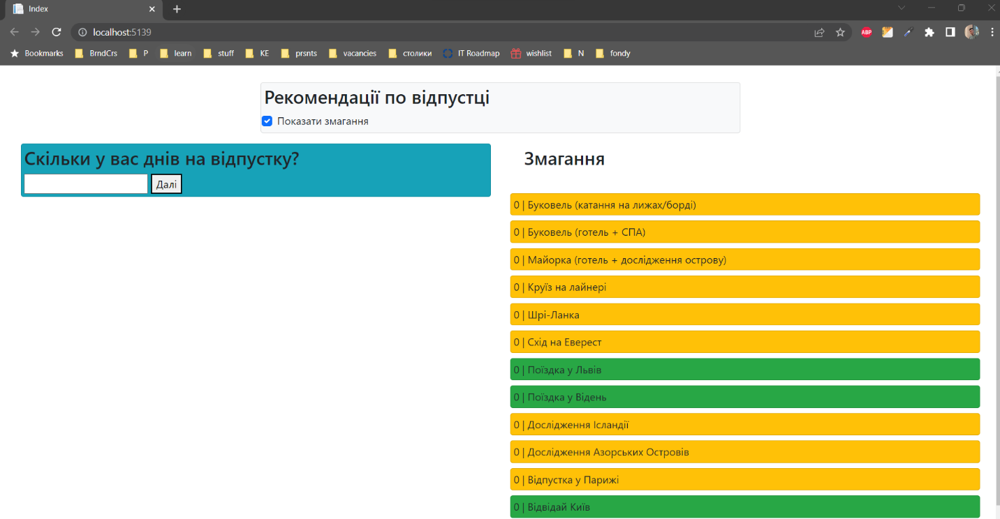 Index
localhost:5139
ABP
Bookmarks BrndCrs P learn stuff KE prsnts vacancies столики IT Roadmap wishlist N fondy
Рекомендації по відпустці
Показати змагання
Скільки у вас днів на відпустку?
Далі
Змагання
0 | Буковель (катання на лижах/борді)
0 | Буковель (готель + СПА)
0 | Майорка (готель + дослідження острову)
0 | Круїз на лайнері
0 | Шрі-Ланка
0 | Схід на Еверест
0 | Поїздка у Львів
0 | Поїздка у Відень
0 | Дослідження Ісландії
0 | Дослідження Азорських Островів
0 | Відпустка у Парижі
0 | Відвідай Київ